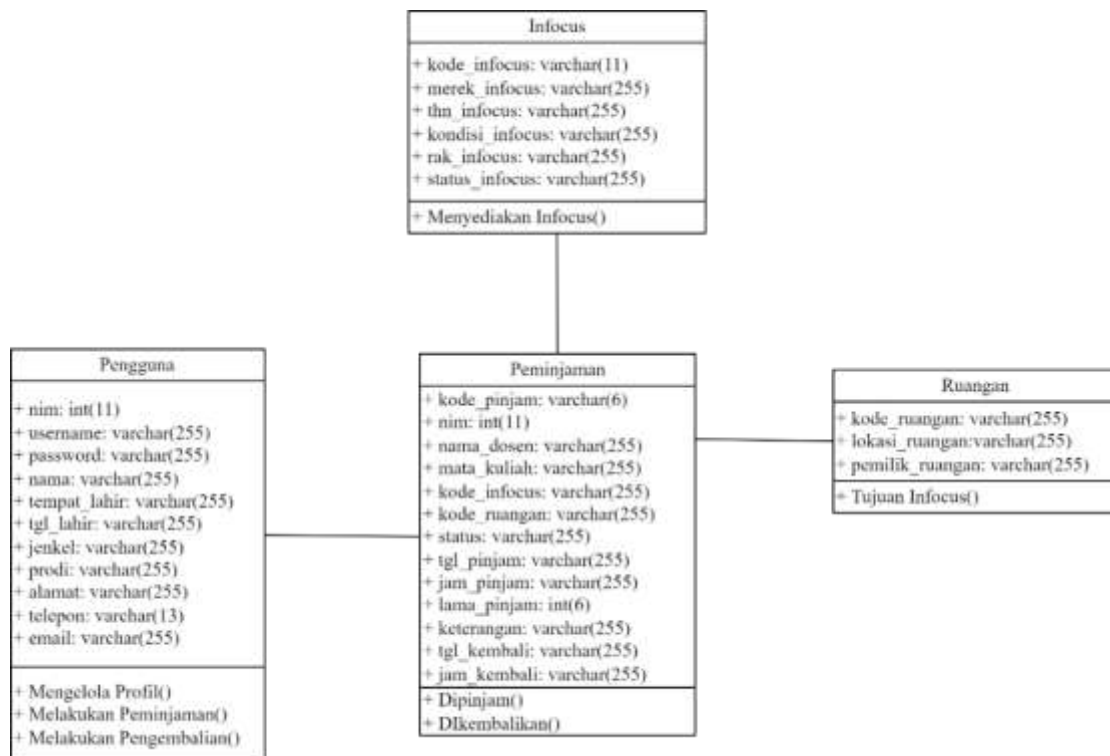 Infocus
+ kode_infocus: varchar(11)
+ merek_infocus: varchar(255)
+ thn_infocus: varchar(255)
+ kondisi_infocus: varchar(255)
+ rak_infocus: varchar(255)
+ status_infocus: varchar(255)
+ Menyediakan Infocus()
Pengguna
+ nim: int(11)
+ username: varchar(255)
+ password: varchar(255)
+ nama: varchar(255)
+ tempat_lahir: varchar(255)
+ tgl_lahir: varchar(255)
+ jenkel: varchar(255)
+ prodi: varchar(255)
+ alamat: varchar(255)
+ telepon: varchar(13)
+ email: varchar(255)
+ Mengelola Profil()
+ Melakukan Peminjaman()
+ Melakukan Pengembalian()
Peminjaman
+ kode_pinjam: varchar(6)
+ nim: int(11)
+ nama_dosen: varchar(255)
+ mata_kuliah: varchar(255)
+ kode_infocus: varchar(255)
+ kode_ruangan: varchar(255)
+ status: varchar(255)
+ tgl_pinjam: varchar(255)
+ jam_pinjam: varchar(255)
+ lama_pinjam: int(6)
+ keterangan: varchar(255)
+ tgl_kembali: varchar(255)
+ jam_kembali: varchar(255)
+ Dipinjam()
+ DIkembalikan()
Ruangan
+ kode_ruangan: varchar(255)
+ lokasi_ruangan:varchar(255)
+ pemilik_ruangan: varchar(255)
+ Tujuan Infocus()